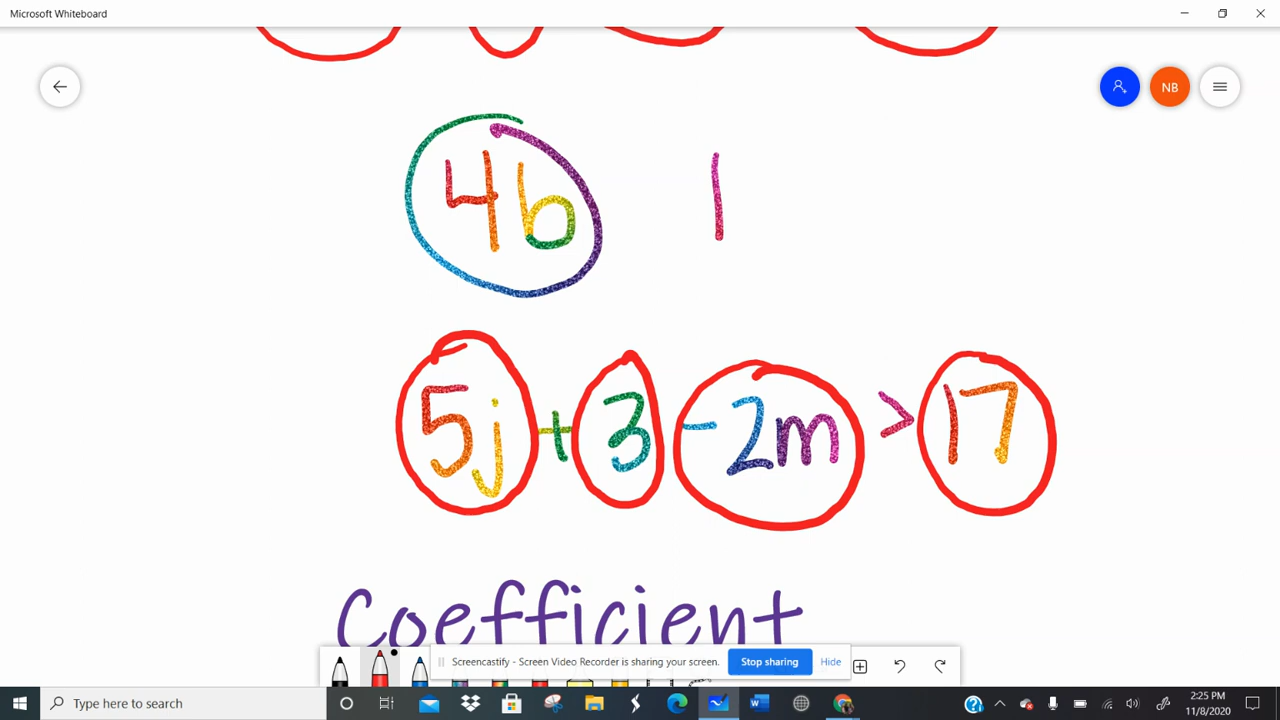 Microsoft Whiteboard
NB
4b 1
5j + 3 - 2m > 17
Coefficient
Screencastify - Screen Video Recorder is sharing your screen. Stop sharing Hide
Type here to search
2:25 PM
11/8/2020